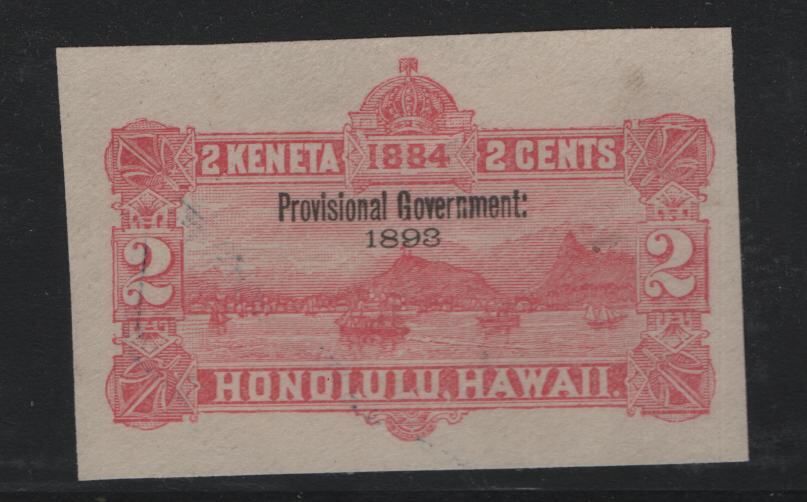 2 KENETA 1884 2 CENTS
Provisional Government:
1893
2 2
HONOLULU, HAWAII.